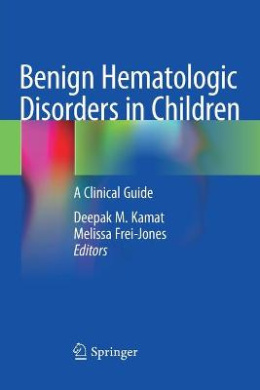 Benign Hematologic
Disorders in Children
A Clinical Guide
Deepak M. Kamat
Melissa Frei-Jones
Editors
Springer